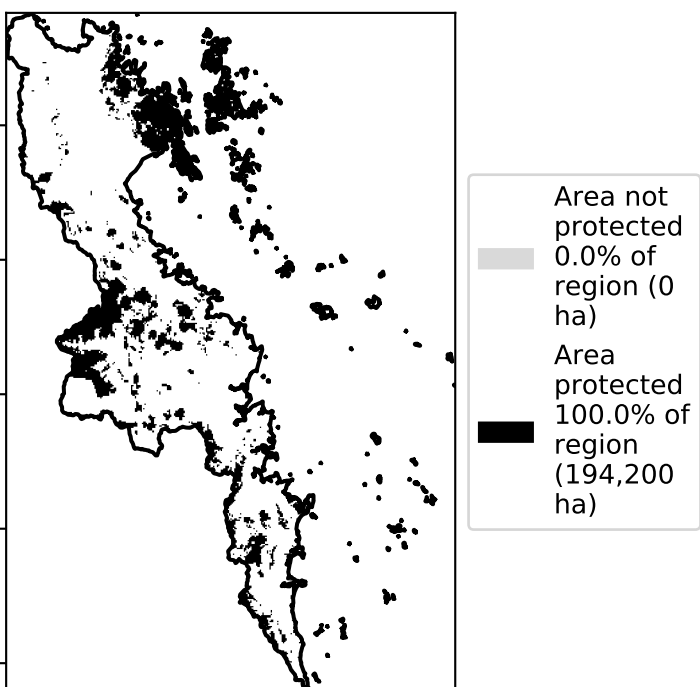 Area not
protected
0.0% of
region (0
ha)
Area
protected
100.0% of
region
(194,200
ha)